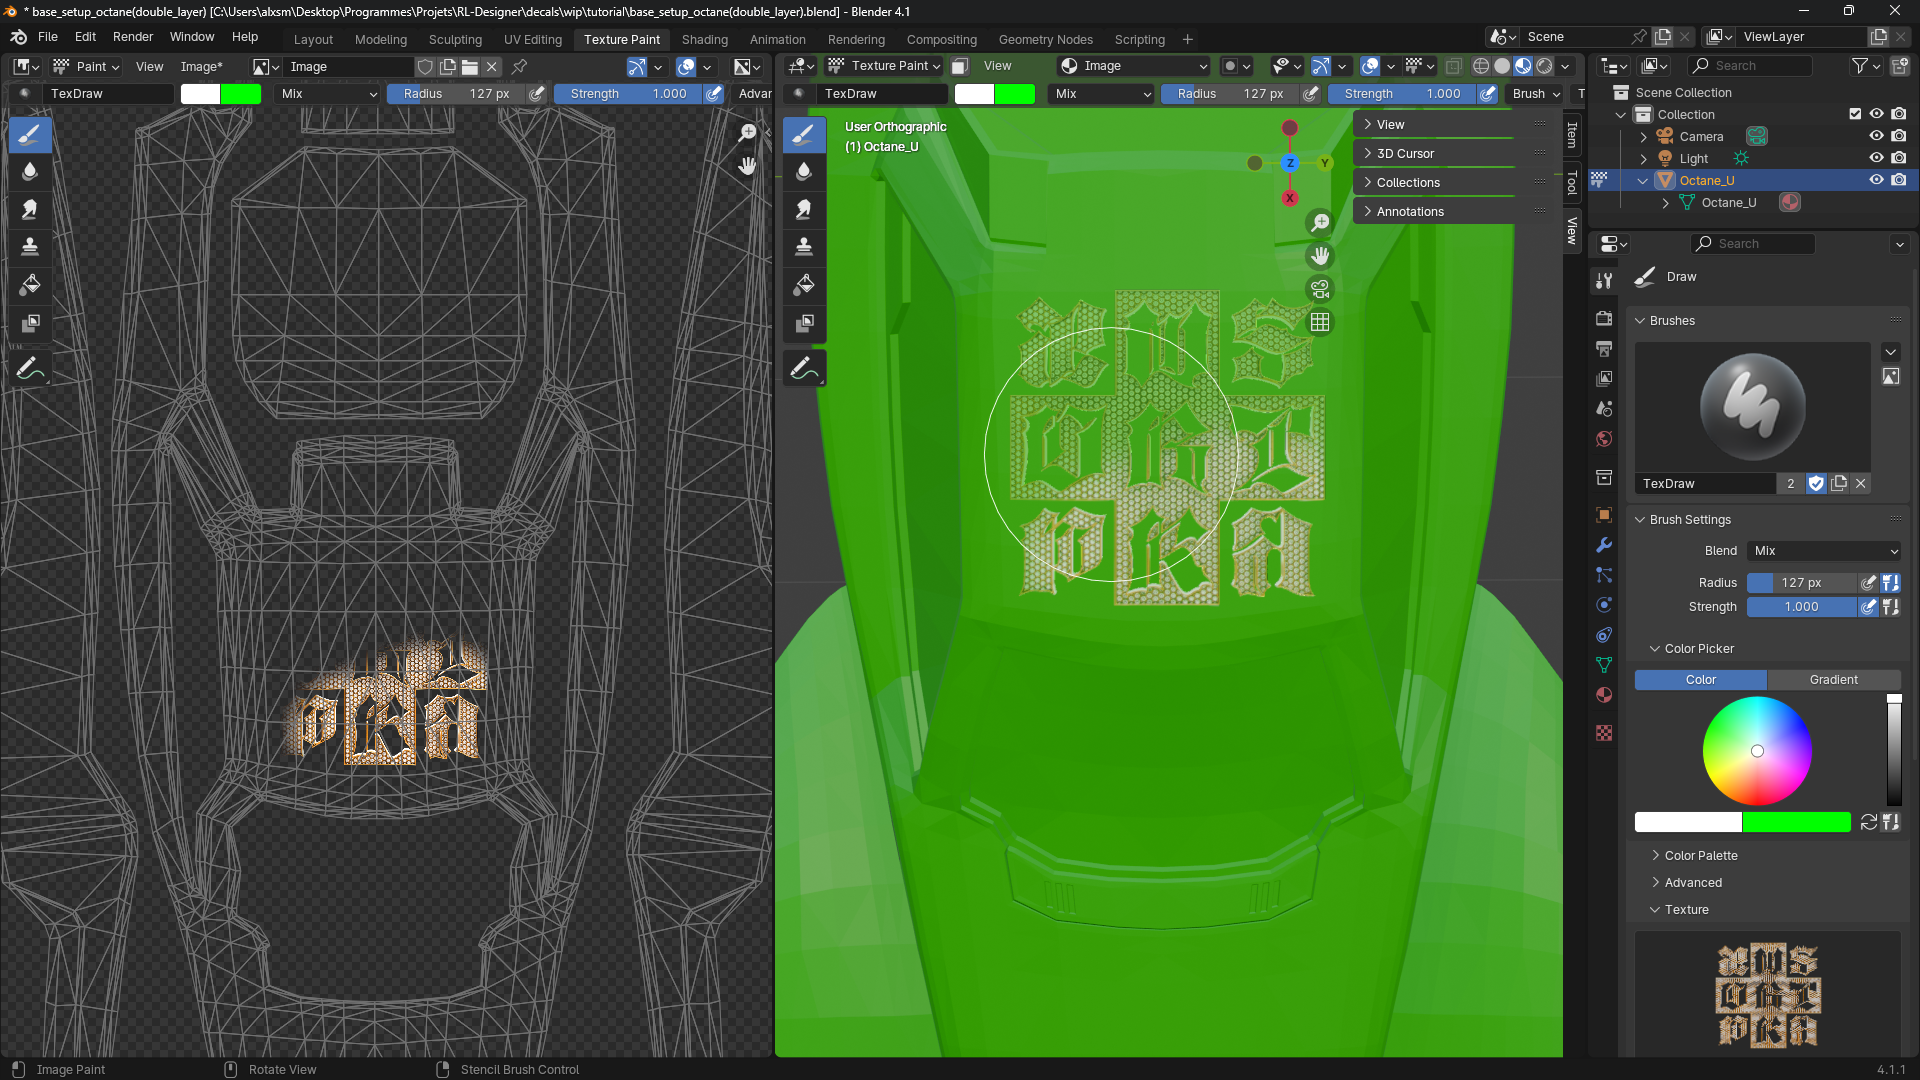 * base_setup_octane(double_layer) [C:\Users\alxsm\Desktop\Programmes\Projets\RL-Designer\decals\wip\tutorial\base_setup_octane(double_layer).blend] - Blender 4.1
File Edit Render Window Help Layout Modeling Sculpting UV Editing Texture Paint Shading Animation Rendering Compositing Geometry Nodes Scripting + Scene ViewLayer
Paint View Image* Image
TexDraw Mix Radius 127 px Strength 1.000 Advar
Texture Paint View Image
TexDraw Mix Radius 127 px Strength 1.000 Brush T
User Orthographic
(1) Octane_U
Z
Y
X
View
3D Cursor
Collections
Annotations
Item
Tool
View
Search
Scene Collection
Collection
Camera
Light
Octane_U
Octane_U
Search
Draw
Brushes
TexDraw 2
Brush Settings
Blend Mix
Radius 127 px
Strength 1.000
Color Picker
Color Gradient
Color Palette
Advanced
Texture
Image Paint Rotate View Stencil Brush Control 4.1.1